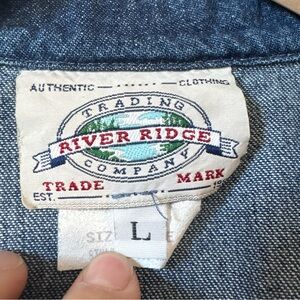 AUTHENTIC CLOTHING
TRADING
RIVER RIDGE
COMPANY
TRADE MARK
EST.
L